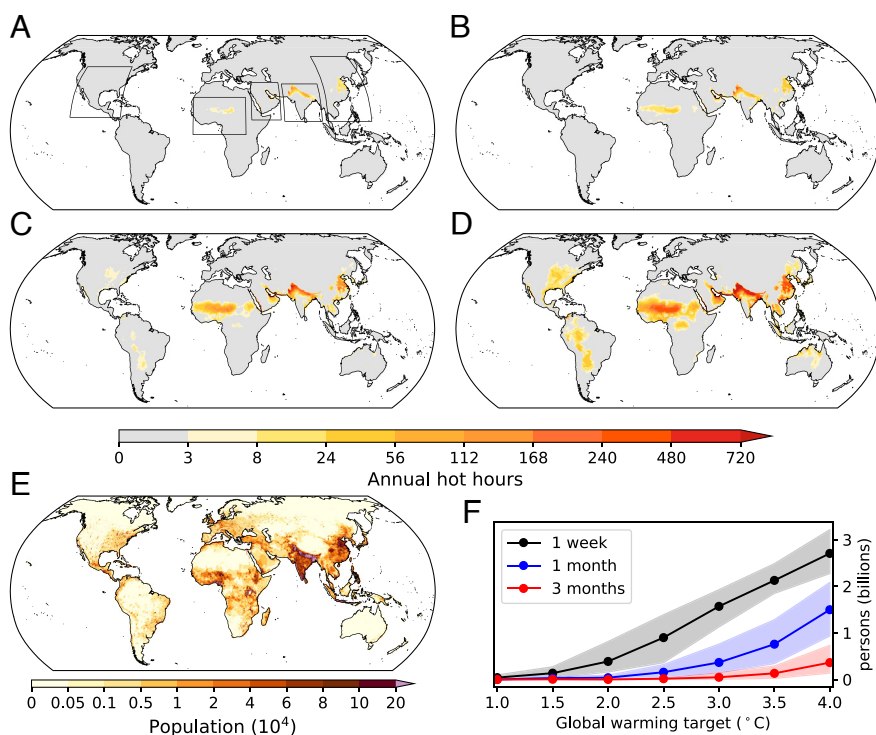 A
B
C
D
0 3 8 24 56 112 168 240 480 720
Annual hot hours
E
0 0.05 0.1 0.5 1 2 4 6 8 10 20
Population (10⁴)
F
1 week
1 month
3 months
3
2
1
0
persons (billions)
1.0 1.5 2.0 2.5 3.0 3.5 4.0
Global warming target (°C)